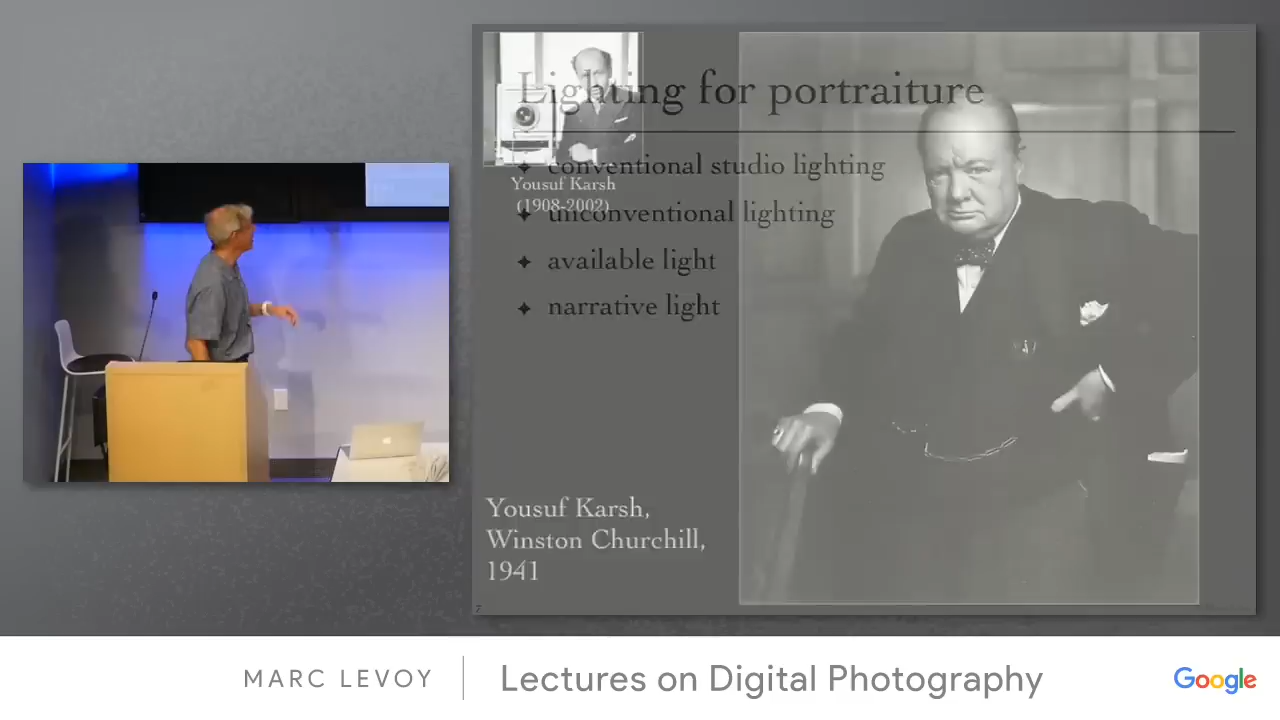 Lighting for portraiture
✦ conventional studio lighting
Yousuf Karsh
(1908-2002)
✦ unconventional lighting
✦ available light
✦ narrative light
Yousuf Karsh,
Winston Churchill,
1941
7
MARC LEVOY
Lectures on Digital Photography
Google